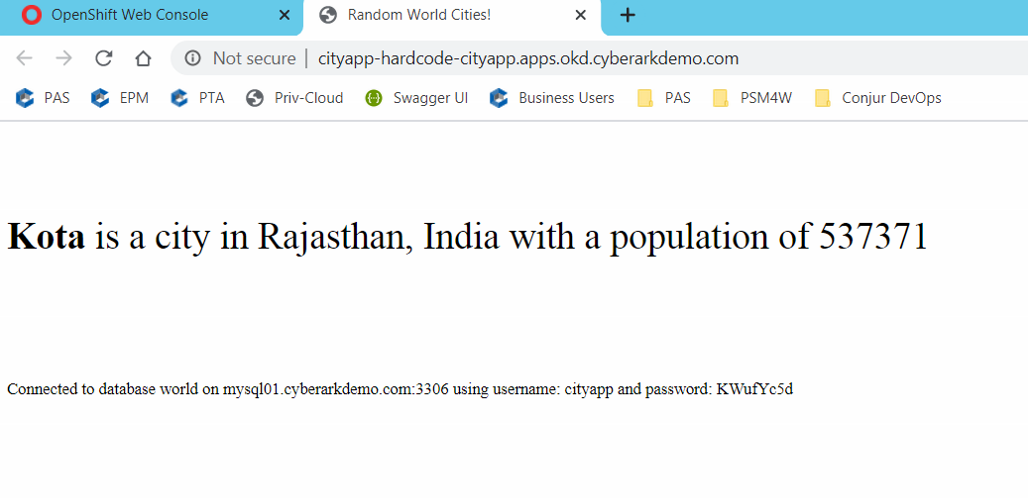 OpenShift Web Console
Random World Cities!
Not secure | cityapp-hardcode-cityapp.apps.okd.cyberarkdemo.com
PAS EPM PTA Priv-Cloud Swagger UI Business Users PAS PSM4W Conjur DevOps
Kota is a city in Rajasthan, India with a population of 537371
Connected to database world on mysql01.cyberarkdemo.com:3306 using username: cityapp and password: KWufYc5d